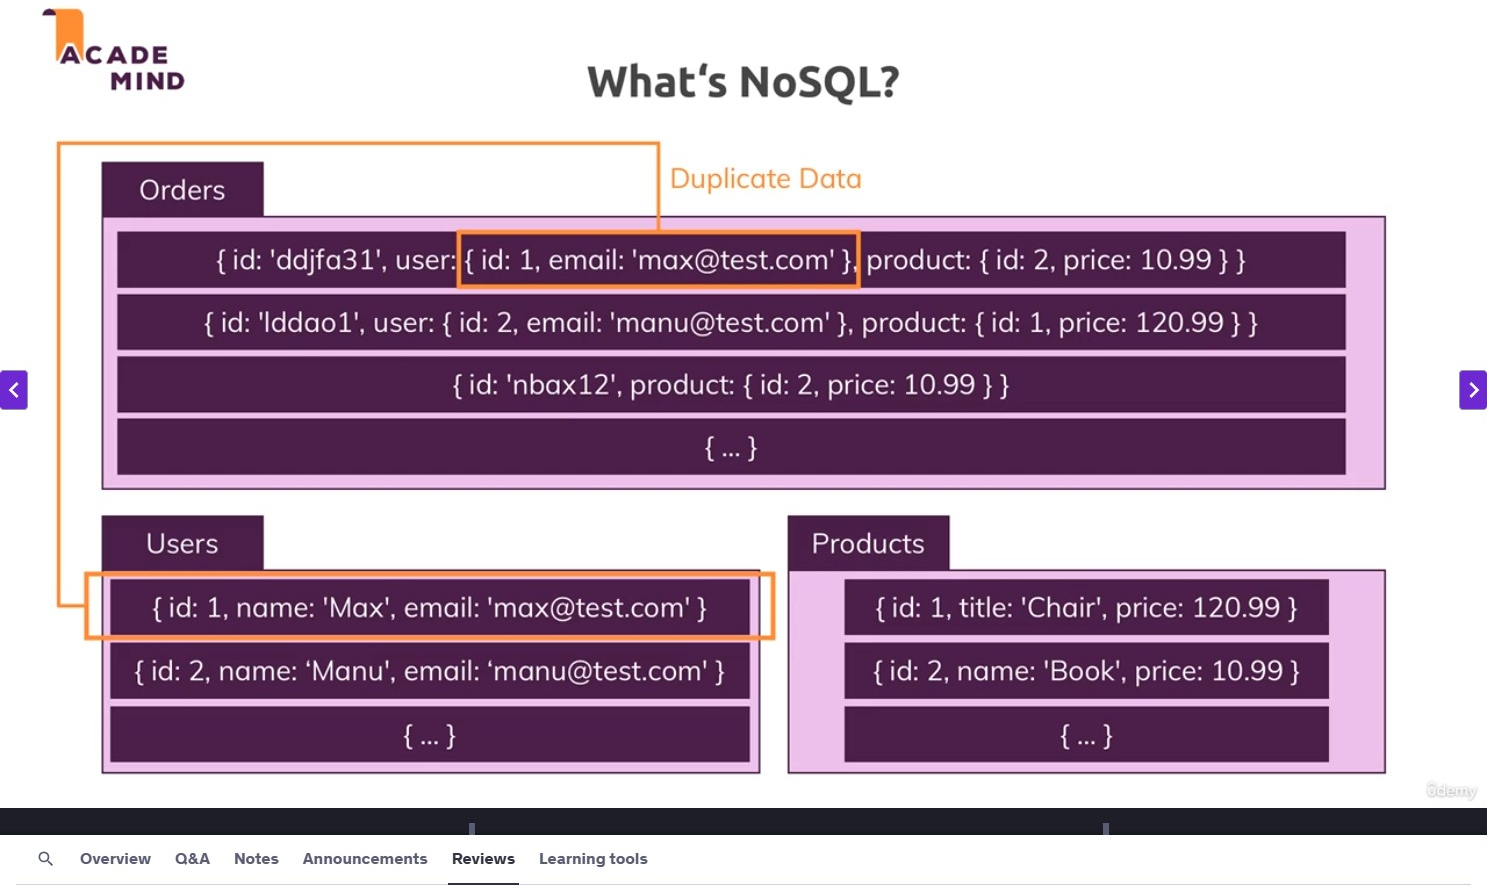 ACADE
MIND
What‘s NoSQL?
Duplicate Data
Orders
{ id: 'ddjfa31', user: { id: 1, email: 'max@test.com' }, product: { id: 2, price: 10.99 } }
{ id: 'lddao1', user: { id: 2, email: 'manu@test.com' }, product: { id: 1, price: 120.99 } }
{ id: 'nbax12', product: { id: 2, price: 10.99 } }
{ ... }
Users
{ id: 1, name: 'Max', email: 'max@test.com' }
{ id: 2, name: ‘Manu', email: ‘manu@test.com' }
{ ... }
Products
{ id: 1, title: 'Chair', price: 120.99 }
{ id: 2, name: 'Book', price: 10.99 }
{ ... }
ûdemy
Overview Q&A Notes Announcements Reviews Learning tools